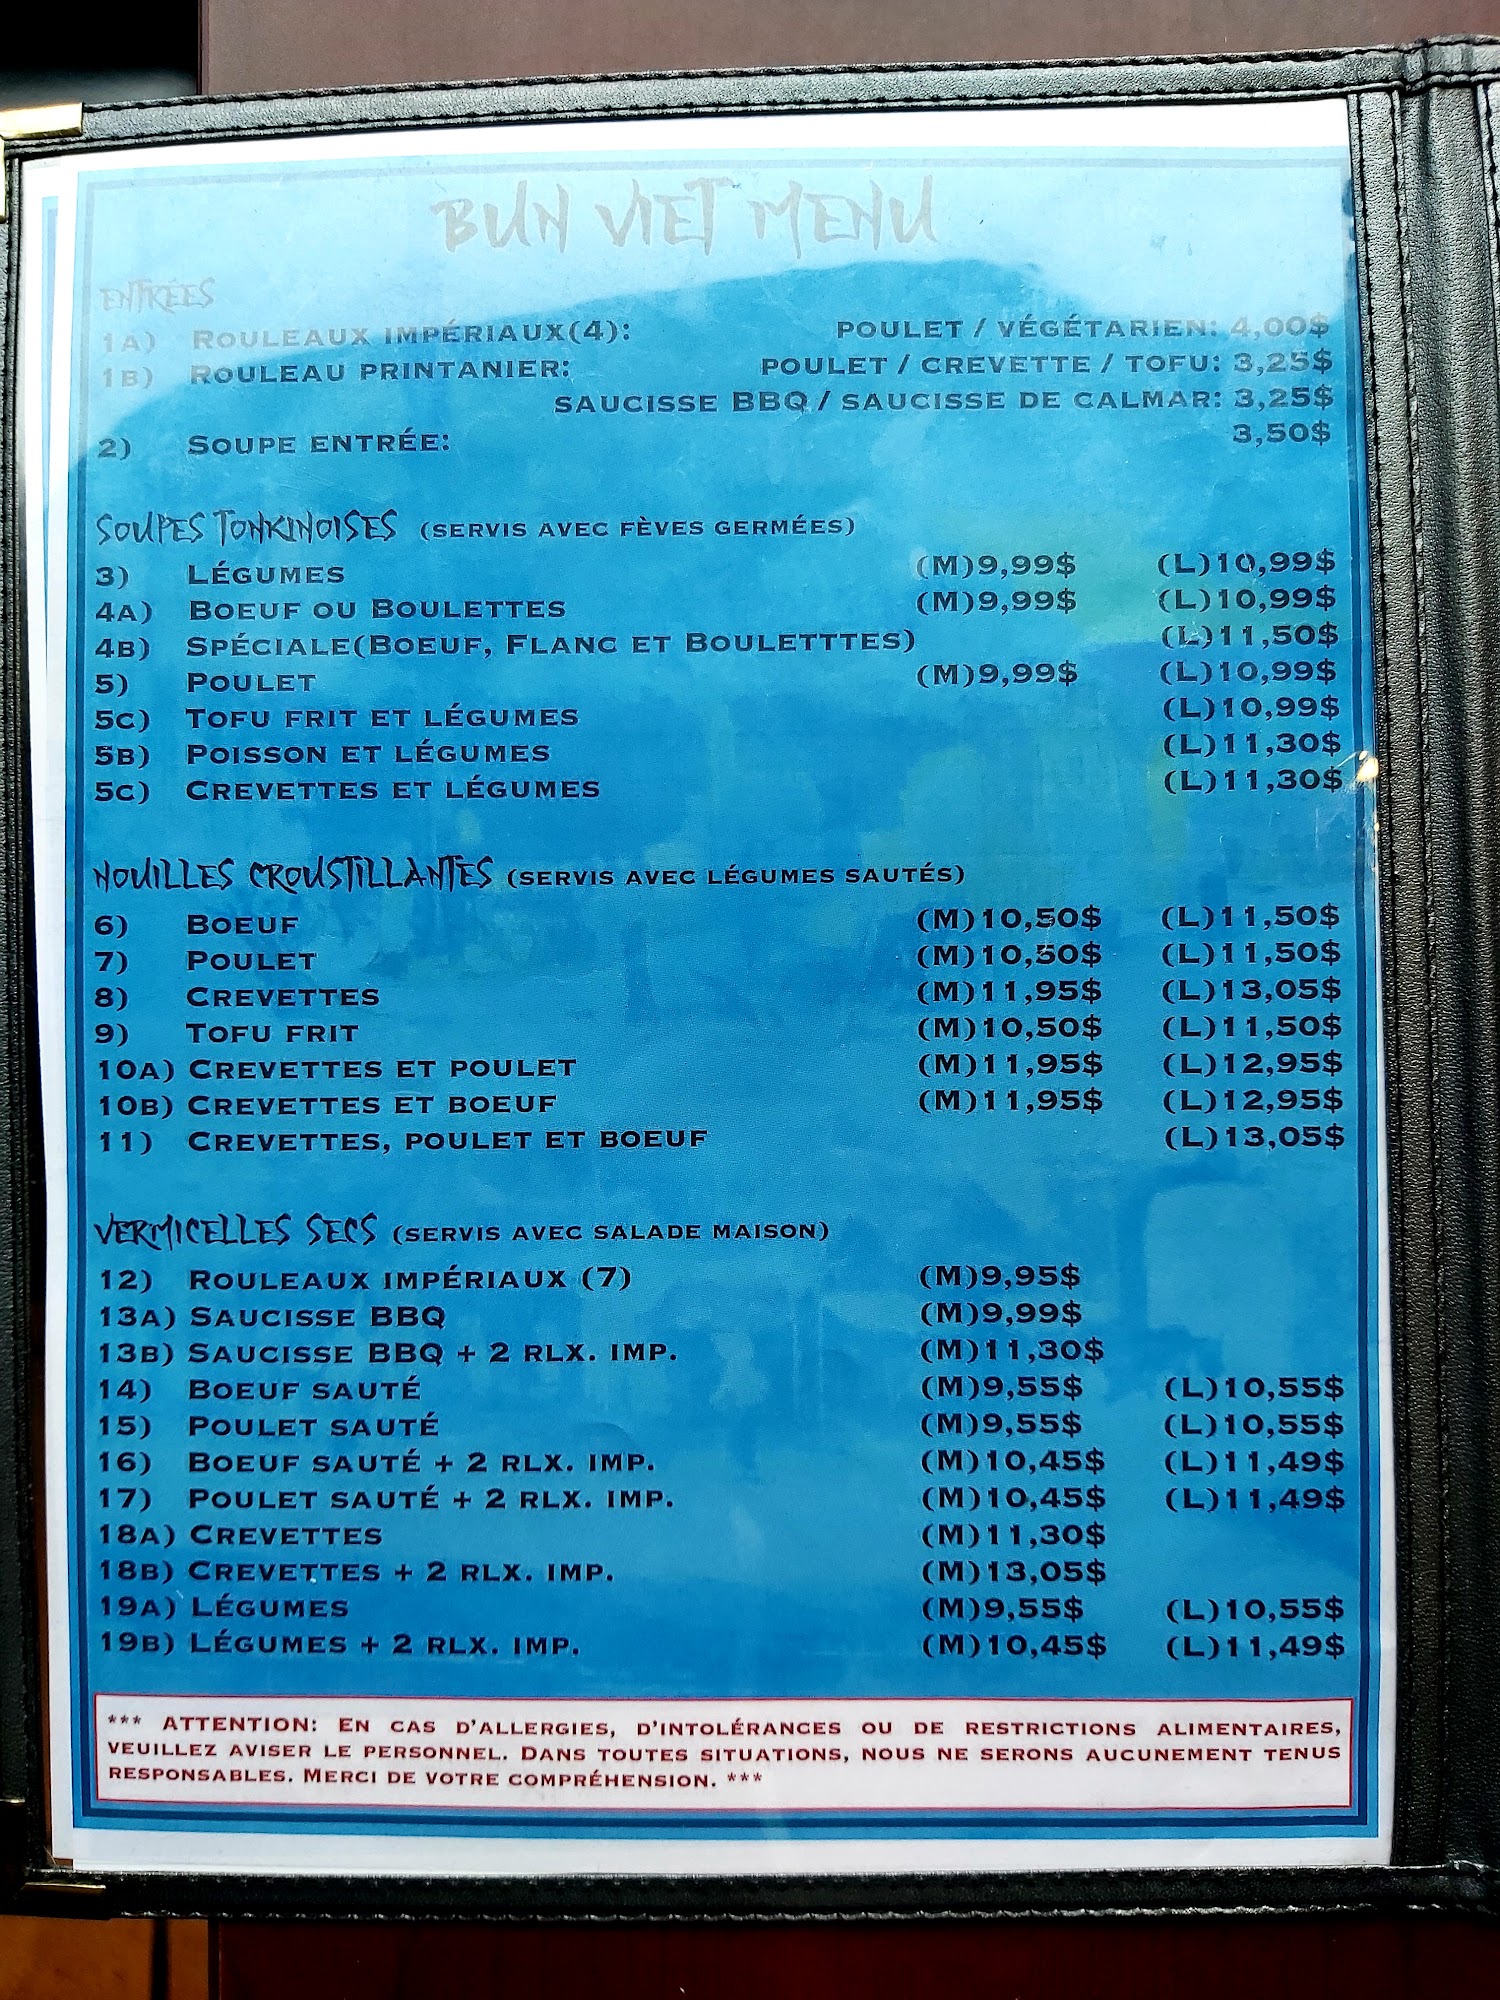 BUN VIET MENU
ENTRÉES
1A) ROULEAUX IMPÉRIAUX(4): POULET / VÉGÉTARIEN: 4,00$
1B) ROULEAU PRINTANIER: POULET / CREVETTE / TOFU: 3,25$
SAUCISSE BBQ / SAUCISSE DE CALMAR: 3,25$
2) SOUPE ENTRÉE: 3,50$
SOUPES TONKINOISES (SERVIS AVEC FÈVES GERMÉES)
3) LÉGUMES (M)9,99$ (L)10,99$
4A) BOEUF OU BOULETTES (M)9,99$ (L)10,99$
4B) SPÉCIALE(BOEUF, FLANC ET BOULETTTES) (L)11,50$
5) POULET (M)9,99$ (L)10,99$
5C) TOFU FRIT ET LÉGUMES (L)10,99$
5B) POISSON ET LÉGUMES (L)11,30$
5C) CREVETTES ET LÉGUMES (L)11,30$
NOUILLES CROUSTILLANTES (SERVIS AVEC LÉGUMES SAUTÉS)
6) BOEUF (M)10,50$ (L)11,50$
7) POULET (M)10,50$ (L)11,50$
8) CREVETTES (M)11,95$ (L)13,05$
9) TOFU FRIT (M)10,50$ (L)11,50$
10A) CREVETTES ET POULET (M)11,95$ (L)12,95$
10B) CREVETTES ET BOEUF (M)11,95$ (L)12,95$
11) CREVETTES, POULET ET BOEUF (L)13,05$
VERMICELLES SECS (SERVIS AVEC SALADE MAISON)
12) ROULEAUX IMPÉRIAUX (7) (M)9,95$
13A) SAUCISSE BBQ (M)9,99$
13B) SAUCISSE BBQ + 2 RLX. IMP. (M)11,30$
14) BOEUF SAUTÉ (M)9,55$ (L)10,55$
15) POULET SAUTÉ (M)9,55$ (L)10,55$
16) BOEUF SAUTÉ + 2 RLX. IMP. (M)10,45$ (L)11,49$
17) POULET SAUTÉ + 2 RLX. IMP. (M)10,45$ (L)11,49$
18A) CREVETTES (M)11,30$
18B) CREVETTES + 2 RLX. IMP. (M)13,05$
19A) LÉGUMES (M)9,55$ (L)10,55$
19B) LÉGUMES + 2 RLX. IMP. (M)10,45$ (L)11,49$
*** ATTENTION: EN CAS D'ALLERGIES, D'INTOLÉRANCES OU DE RESTRICTIONS ALIMENTAIRES,
VEUILLEZ AVISER LE PERSONNEL. DANS TOUTES SITUATIONS, NOUS NE SERONS AUCUNEMENT TENUS
RESPONSABLES. MERCI DE VOTRE COMPRÉHENSION. ***